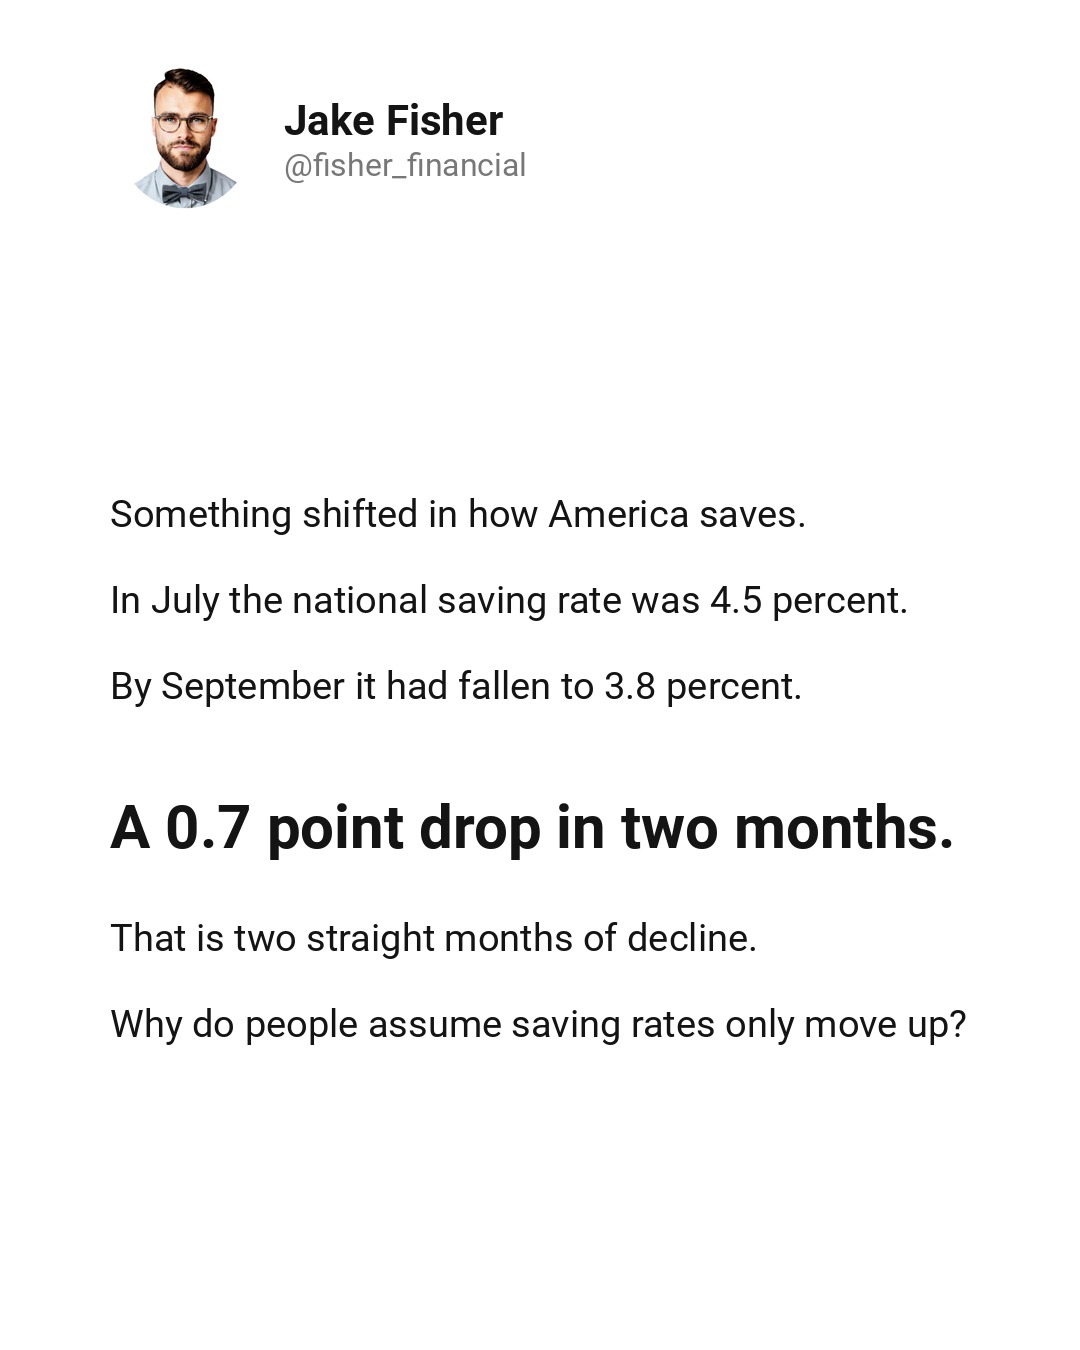 Jake Fisher
@fisher_financial
Something shifted in how America saves.
In July the national saving rate was 4.5 percent.
By September it had fallen to 3.8 percent.
A 0.7 point drop in two months.
That is two straight months of decline.
Why do people assume saving rates only move up?